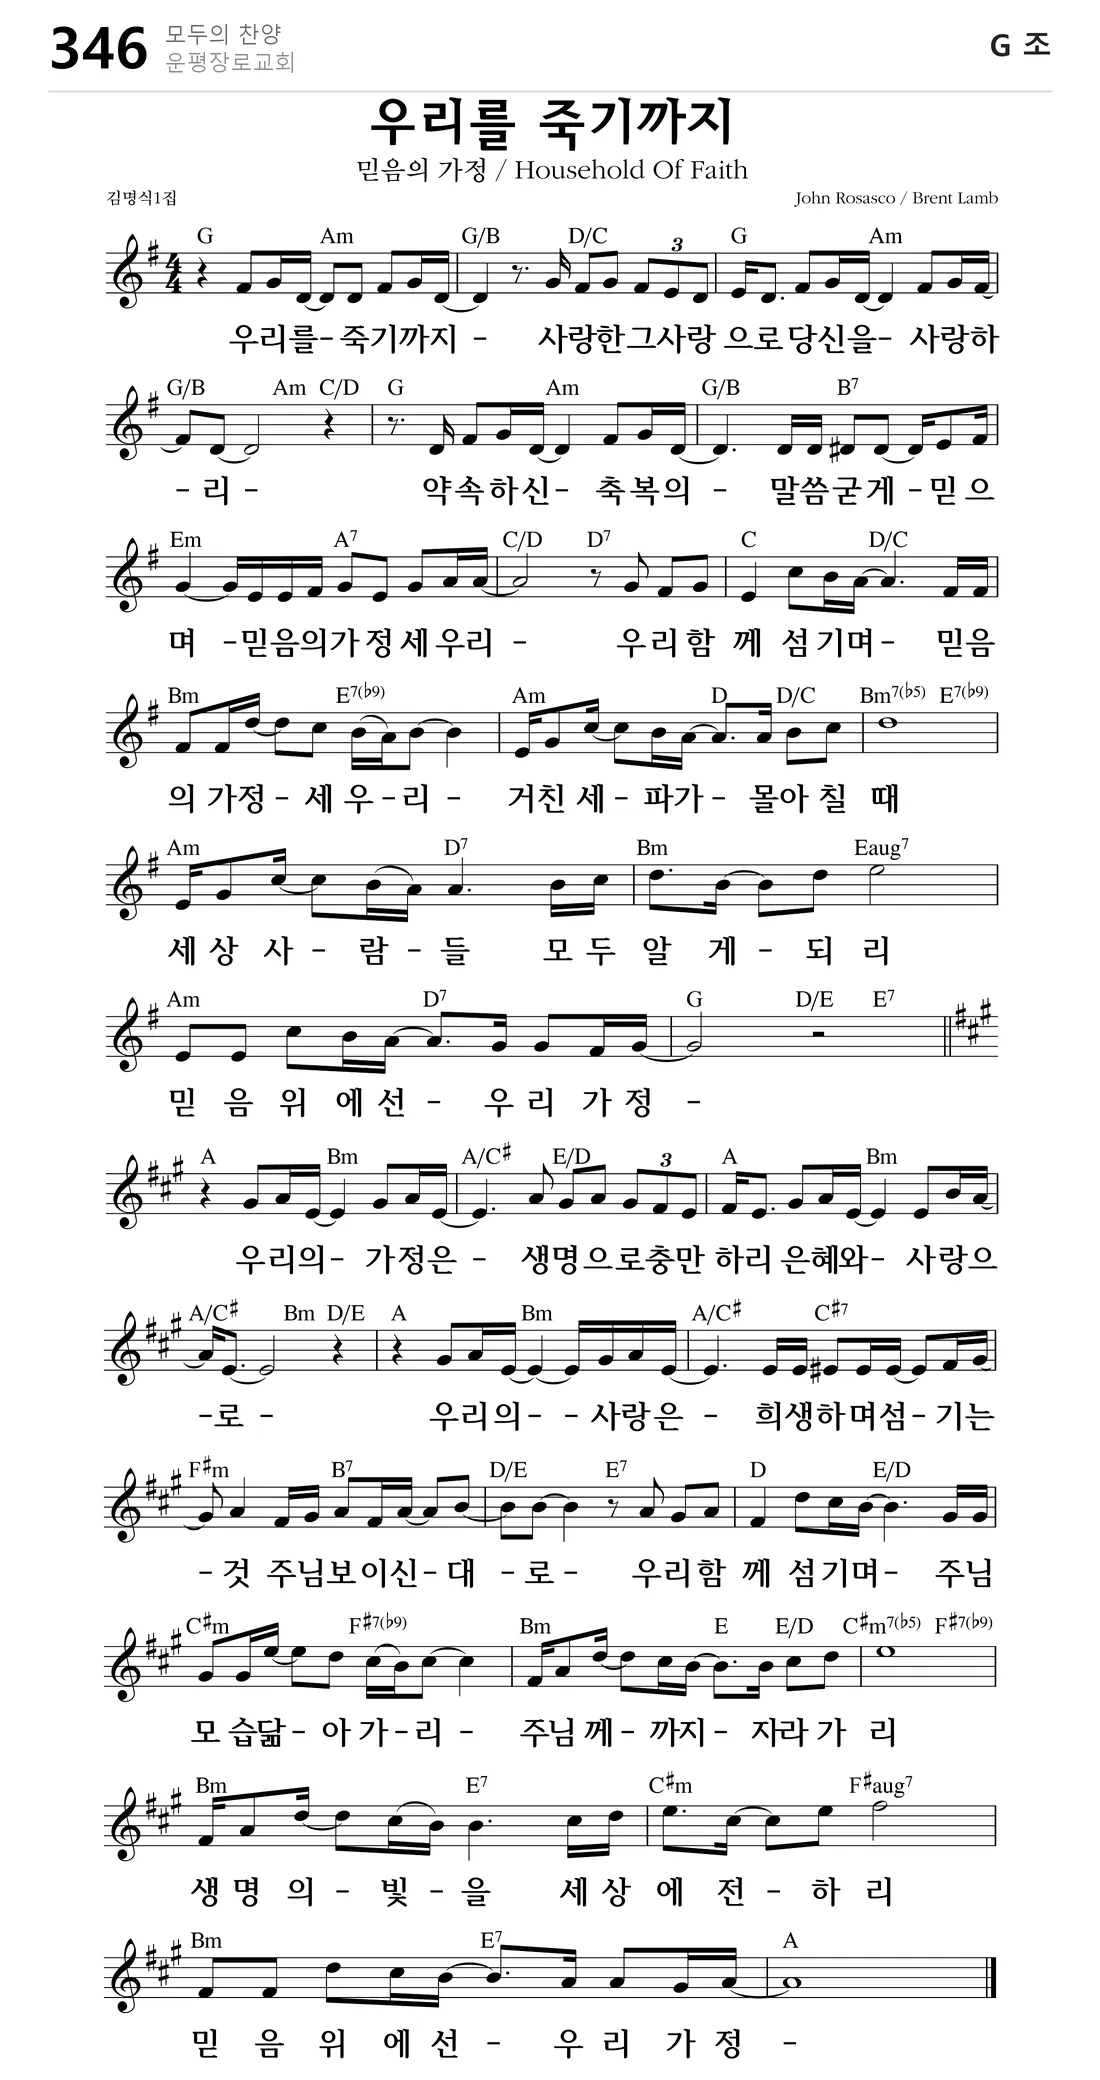 346 모두의 찬양
운평장로교회
G 조
우리를 죽기까지
믿음의 가정 / Household Of Faith
김명식1집 John Rosasco / Brent Lamb
G Am G/B D/C 3 G Am
4
4
우리를- 죽기까지 - 사랑한그사랑 으로당신을- 사랑하
G/B Am C/D G Am G/B B7
- 리 - 약속하신- 축복의 - 말씀굳게 - 믿으
Em A7 C/D D7 C D/C
며 -믿음의가정세우리 - 우리함 께 섬기며- 믿음
Bm E7(♭9) Am D D/C Bm7(♭5) E7(♭9)
의 가정 - 세 우 - 리 - 거친 세 - 파가 - 몰아 칠 때
Am D7 Bm Eaug7
세 상 사 - 람 - 들 모 두 알 게 - 되 리
Am D7 G D/E E7
믿 음 위 에 선 - 우 리 가 정 -
A Bm A/C♯ E/D 3 A Bm
우리의- 가정은 - 생명으로충만 하리 은혜와- 사랑으
A/C♯ Bm D/E A Bm A/C♯ C♯7
-로 - 우리의- - 사랑은 - 희생하며섬- 기는
F♯m B7 D/E E7 D E/D
- 것 주님보이신- 대 - 로 - 우리함 께 섬기며- 주님
C♯m F♯7(♭9) Bm E E/D C♯m7(♭5) F♯7(♭9)
모 습닮 - 아 가 - 리 - 주님 께 - 까지 - 자라 가 리
Bm E7 C♯m F♯aug7
생 명 의 - 빛 - 을 세 상 에 전 - 하 리
Bm E7 A
믿 음 위 에 선 - 우 리 가 정 -